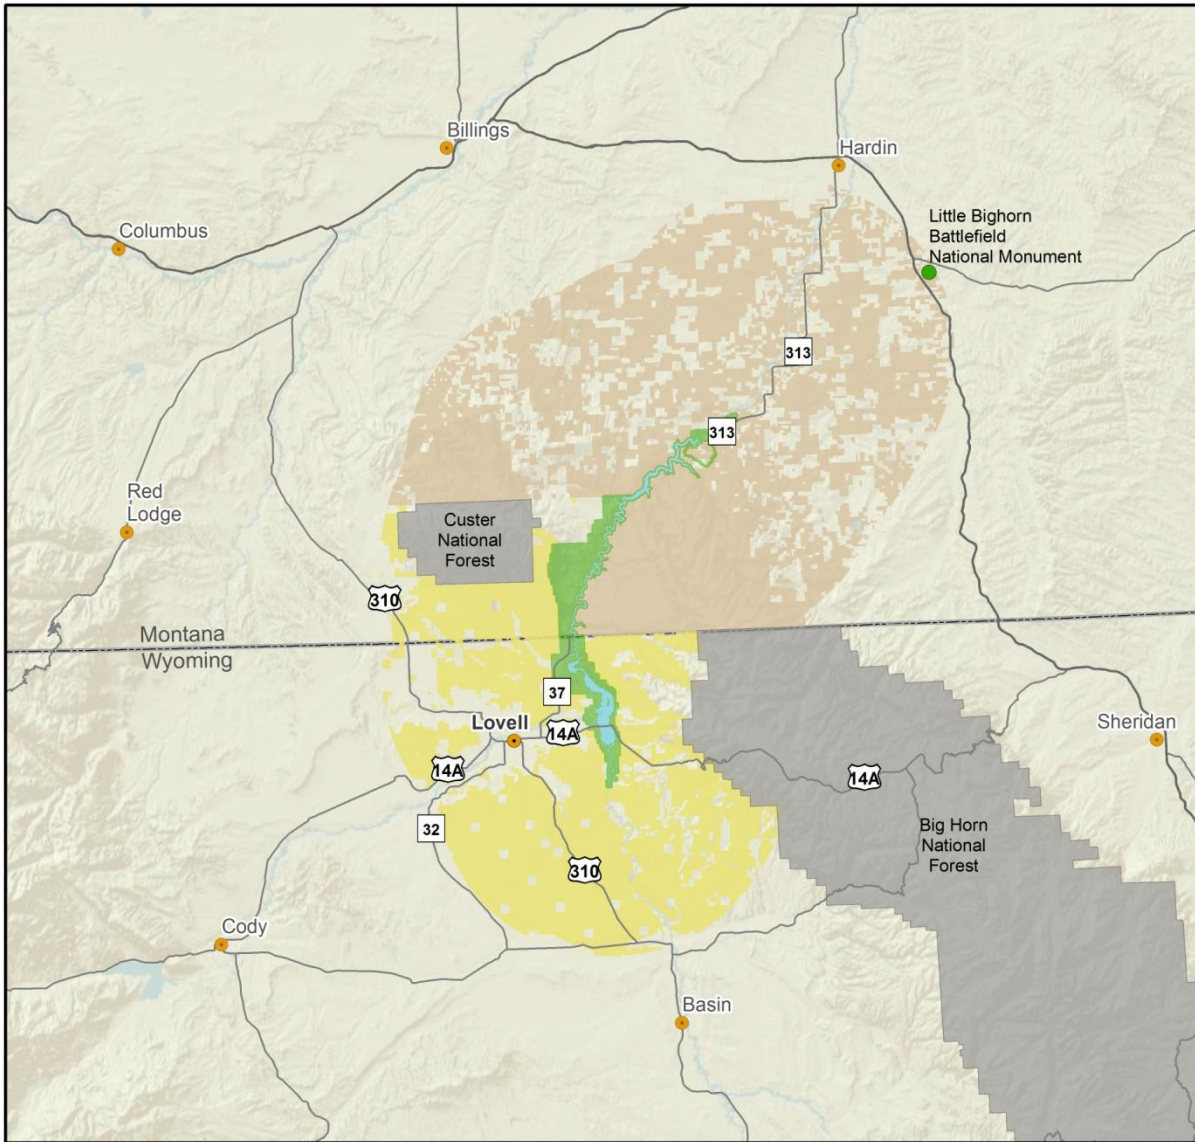 Billings
Hardin
Columbus
Little Bighorn
Battlefield
National Monument
313
313
Red
Lodge
Custer
National
Forest
310
Montana
Wyoming
37
Lovell
14A
Sheridan
14A
14A
32
Big Horn
National
Forest
310
Cody
Basin